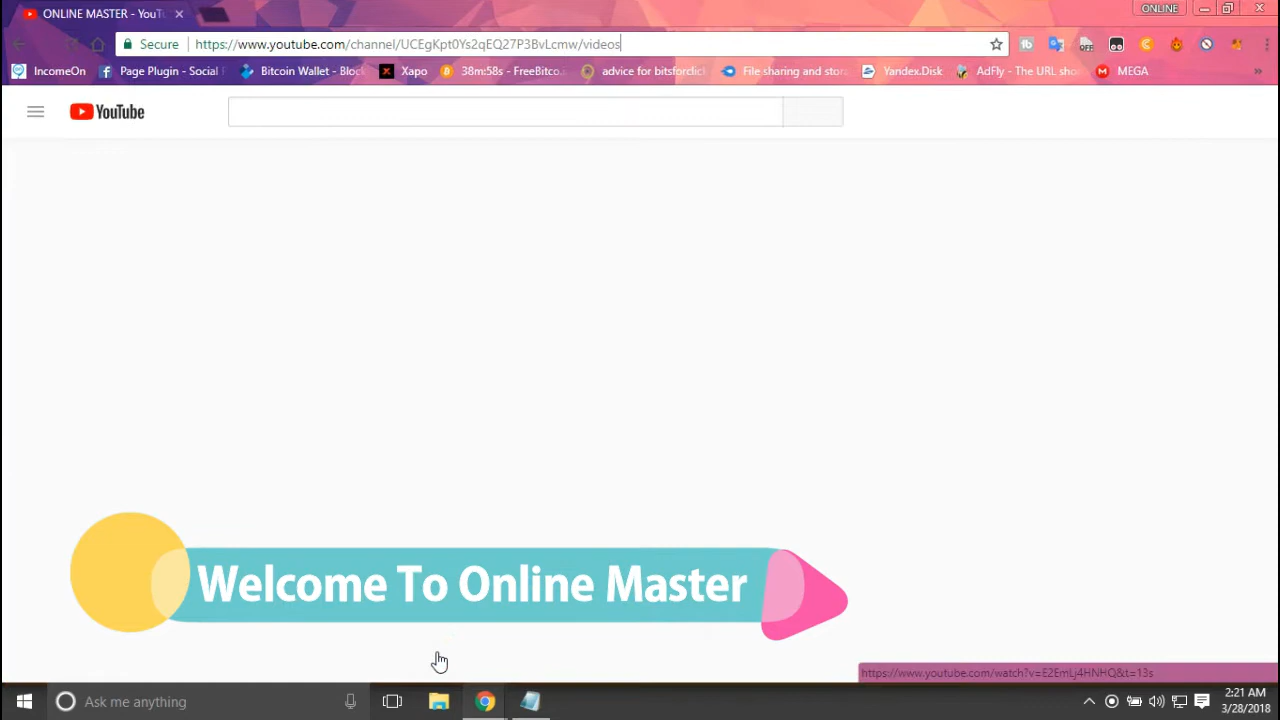 ONLINE MASTER - YouTu
ONLINE
Secure
https://www.youtube.com/channel/UCEgKpt0Ys2qEQ27P3BvLcmw/videos
IncomeOn
Page Plugin - Social P
Bitcoin Wallet - Block
Xapo
38m:58s - FreeBitco.
advice for bitsforclick
File sharing and stora
Yandex.Disk
AdFly - The URL sho
MEGA
»
YouTube
Welcome To Online Master
https://www.youtube.com/watch?v=E2EmLj4HNHQ&t=13s
Ask me anything
2:21 AM
3/28/2018